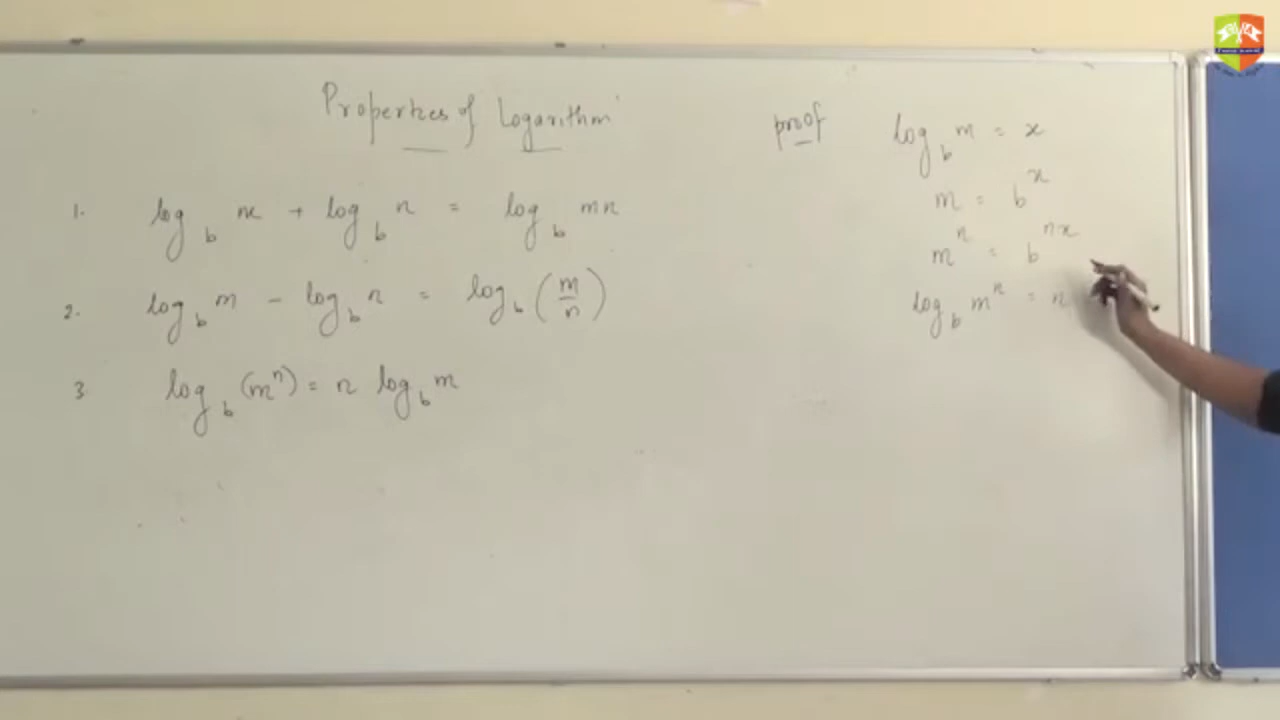 Properties of Logarithm
1. log_b m + log_b n = log_b mn
2. log_b m - log_b n = log_b (m/n)
3. log_b (m^n) = n log_b m
proof log_b m = x
m = b^x
m^n = b^nx
log_b m^n = n